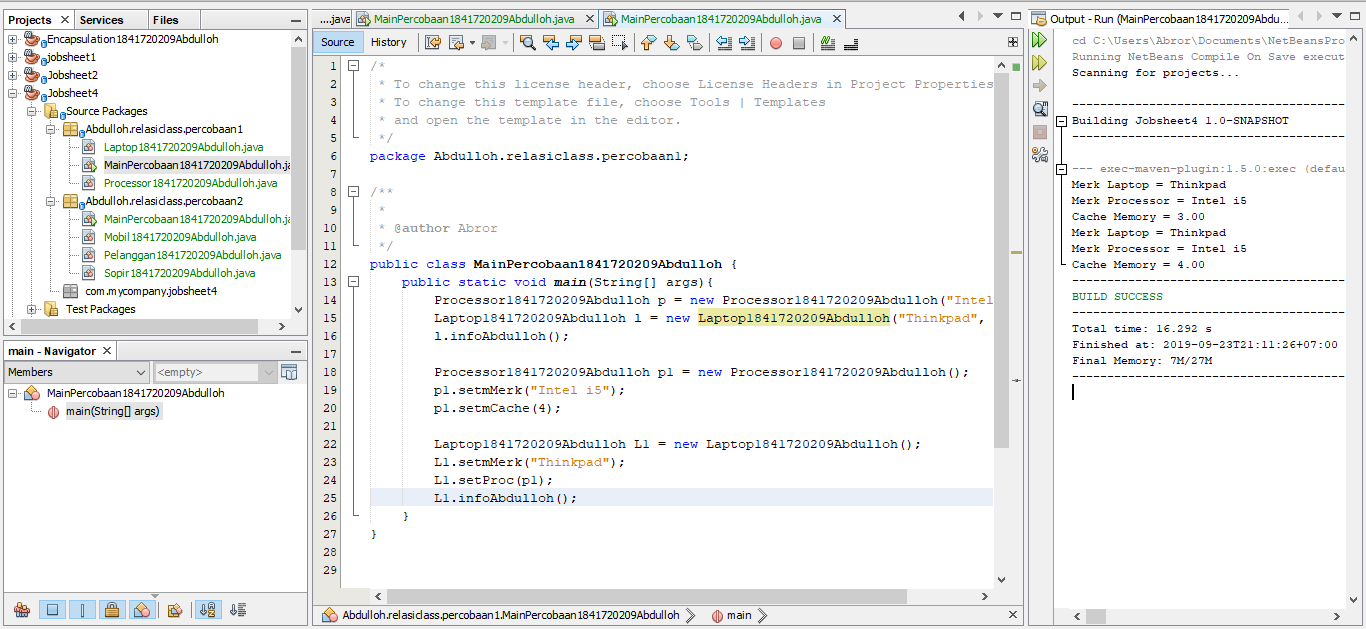 Projects
Services
Files
Encapsulation1841720209Abdulloh
jobsheet1
Jobsheet2
Jobsheet4
Source Packages
Abdulloh.relasiclass.percobaan1
Laptop1841720209Abdulloh.java
MainPercobaan1841720209Abdulloh.ja
Processor1841720209Abdulloh.java
Abdulloh.relasiclass.percobaan2
MainPercobaan1841720209Abdulloh.ja
Mobil1841720209Abdulloh.java
Pelanggan1841720209Abdulloh.java
Sopir1841720209Abdulloh.java
com.mycompany.jobsheet4
Test Packages
main - Navigator
Members
<empty>
MainPercobaan1841720209Abdulloh
main(String[] args)
....java
MainPercobaan1841720209Abdulloh.java
MainPercobaan1841720209Abdulloh.java
Source
History
1 /*
2 * To change this license header, choose License Headers in Project Properties
3 * To change this template file, choose Tools | Templates
4 * and open the template in the editor.
5 */
6 package Abdulloh.relasiclass.percobaan1;
7
8 /**
9 *
10 * @author Abror
11 */
12 public class MainPercobaan1841720209Abdulloh {
13 public static void main(String[] args){
14 Processor1841720209Abdulloh p = new Processor1841720209Abdulloh("Intel
15 Laptop1841720209Abdulloh l = new Laptop1841720209Abdulloh("Thinkpad",
16 l.infoAbdulloh();
17
18 Processor1841720209Abdulloh p1 = new Processor1841720209Abdulloh();
19 p1.setmMerk("Intel i5");
20 p1.setmCache(4);
21
22 Laptop1841720209Abdulloh L1 = new Laptop1841720209Abdulloh();
23 L1.setmMerk("Thinkpad");
24 L1.setProc(p1);
25 L1.infoAbdulloh();
26 }
27 }
28
29
Abdulloh.relasiclass.percobaan1.MainPercobaan1841720209Abdulloh
main
Output - Run (MainPercobaan1841720209Abdu...
cd C:\Users\Abror\Documents\NetBeansPro
Running NetBeans Compile On Save execut
Scanning for projects...
------------------------------------------------------------------------
Building Jobsheet4 1.0-SNAPSHOT
------------------------------------------------------------------------
--- exec-maven-plugin:1.5.0:exec (defau
Merk Laptop = Thinkpad
Merk Processor = Intel i5
Cache Memory = 3.00
Merk Laptop = Thinkpad
Merk Processor = Intel i5
Cache Memory = 4.00
------------------------------------------------------------------------
BUILD SUCCESS
------------------------------------------------------------------------
Total time: 16.292 s
Finished at: 2019-09-23T21:11:26+07:00
Final Memory: 7M/27M
------------------------------------------------------------------------